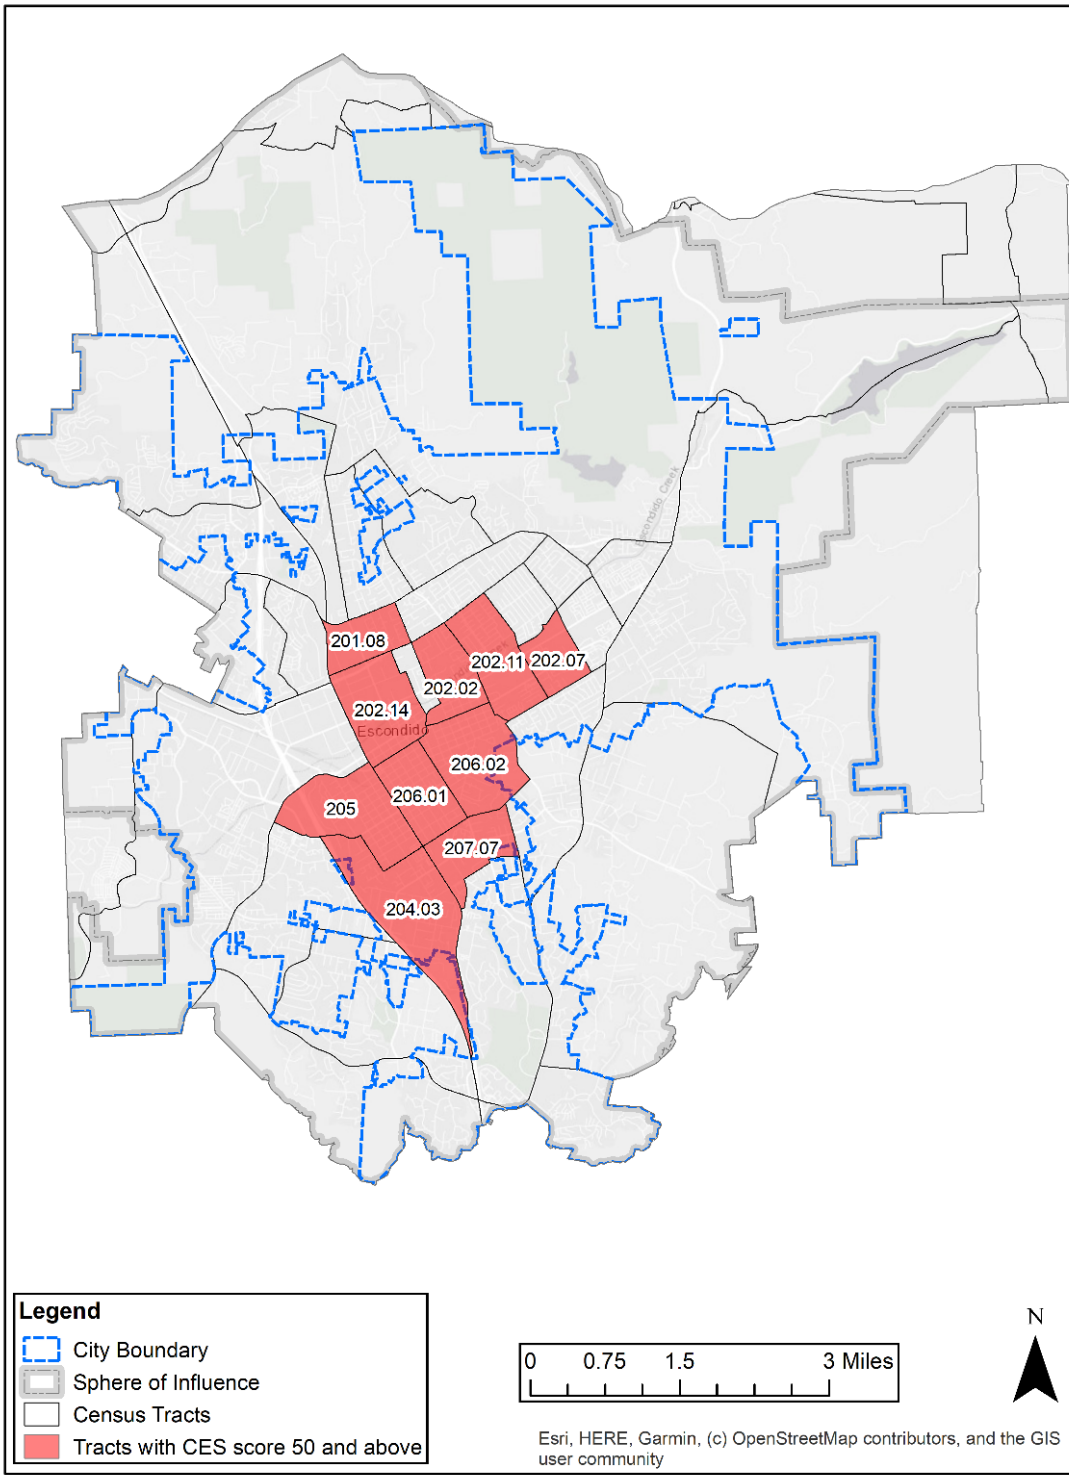 Escondido Creek
201.08
202.11
202.07
202.02
202.14
Escondido
206.02
206.01
205
207.07
204.03
Legend
City Boundary
Sphere of Influence
Census Tracts
Tracts with CES score 50 and above
0 0.75 1.5 3 Miles
N
Esri, HERE, Garmin, (c) OpenStreetMap contributors, and the GIS
user community